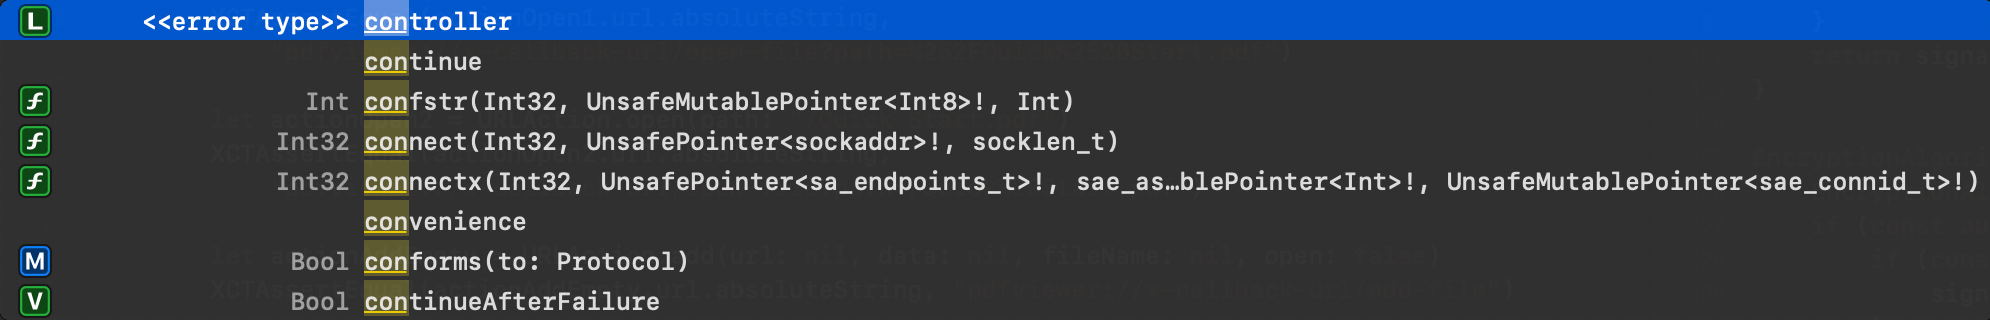 L <<error type>> controller
continue
f Int confstr(Int32, UnsafeMutablePointer<Int8>!, Int)
f Int32 connect(Int32, UnsafePointer<sockaddr>!, socklen_t)
f Int32 connectx(Int32, UnsafePointer<sa_endpoints_t>!, sae_as…blePointer<Int>!, UnsafeMutablePointer<sae_connid_t>!)
convenience
M Bool conforms(to: Protocol)
V Bool continueAfterFailure